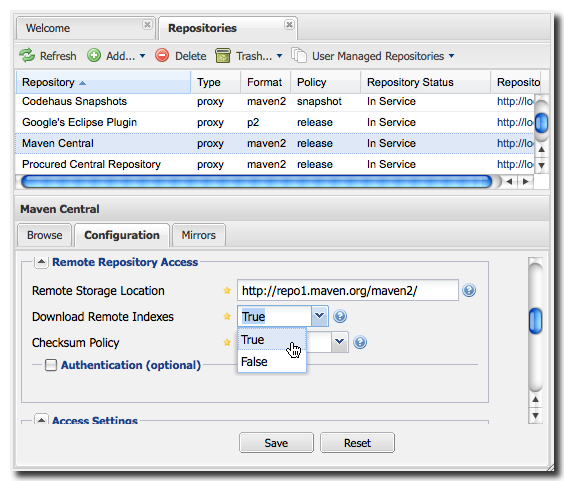 Welcome Repositories
Refresh Add... Delete Trash... User Managed Repositories
Repository Type Format Policy Repository Status Reposito
Codehaus Snapshots proxy maven2 snapshot In Service http://lo
Google's Eclipse Plugin proxy p2 release In Service http://lo
Maven Central proxy maven2 release In Service http://lo
Procured Central Repository proxy maven2 release In Service http://lo
Maven Central
Browse Configuration Mirrors
Remote Repository Access
Remote Storage Location http://repo1.maven.org/maven2/
Download Remote Indexes True
Checksum Policy True
False
Authentication (optional)
Access Settings
Save Reset